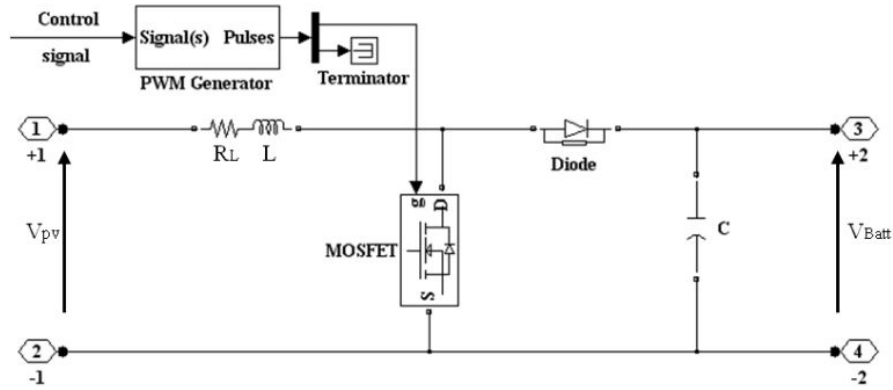 Control
signal
Signal(s) Pulses
PWM Generator
Terminator
1
+1
RL L
Diode
3
+2
Vpv
g D
MOSFET
S
C
VBatt
2
-1
4
-2